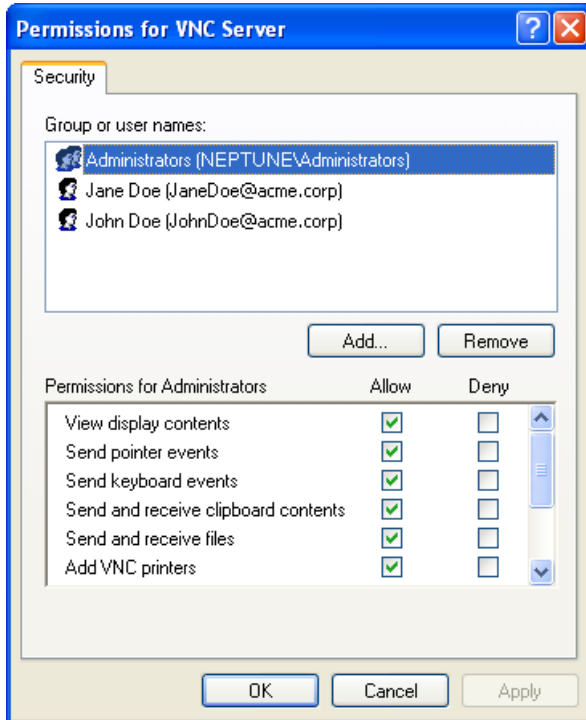 Permissions for VNC Server
Security
Group or user names:
Administrators (NEPTUNE\Administrators)
Jane Doe (JaneDoe@acme.corp)
John Doe (JohnDoe@acme.corp)
Add... Remove
Permissions for Administrators Allow Deny
View display contents
Send pointer events
Send keyboard events
Send and receive clipboard contents
Send and receive files
Add VNC printers
OK Cancel Apply